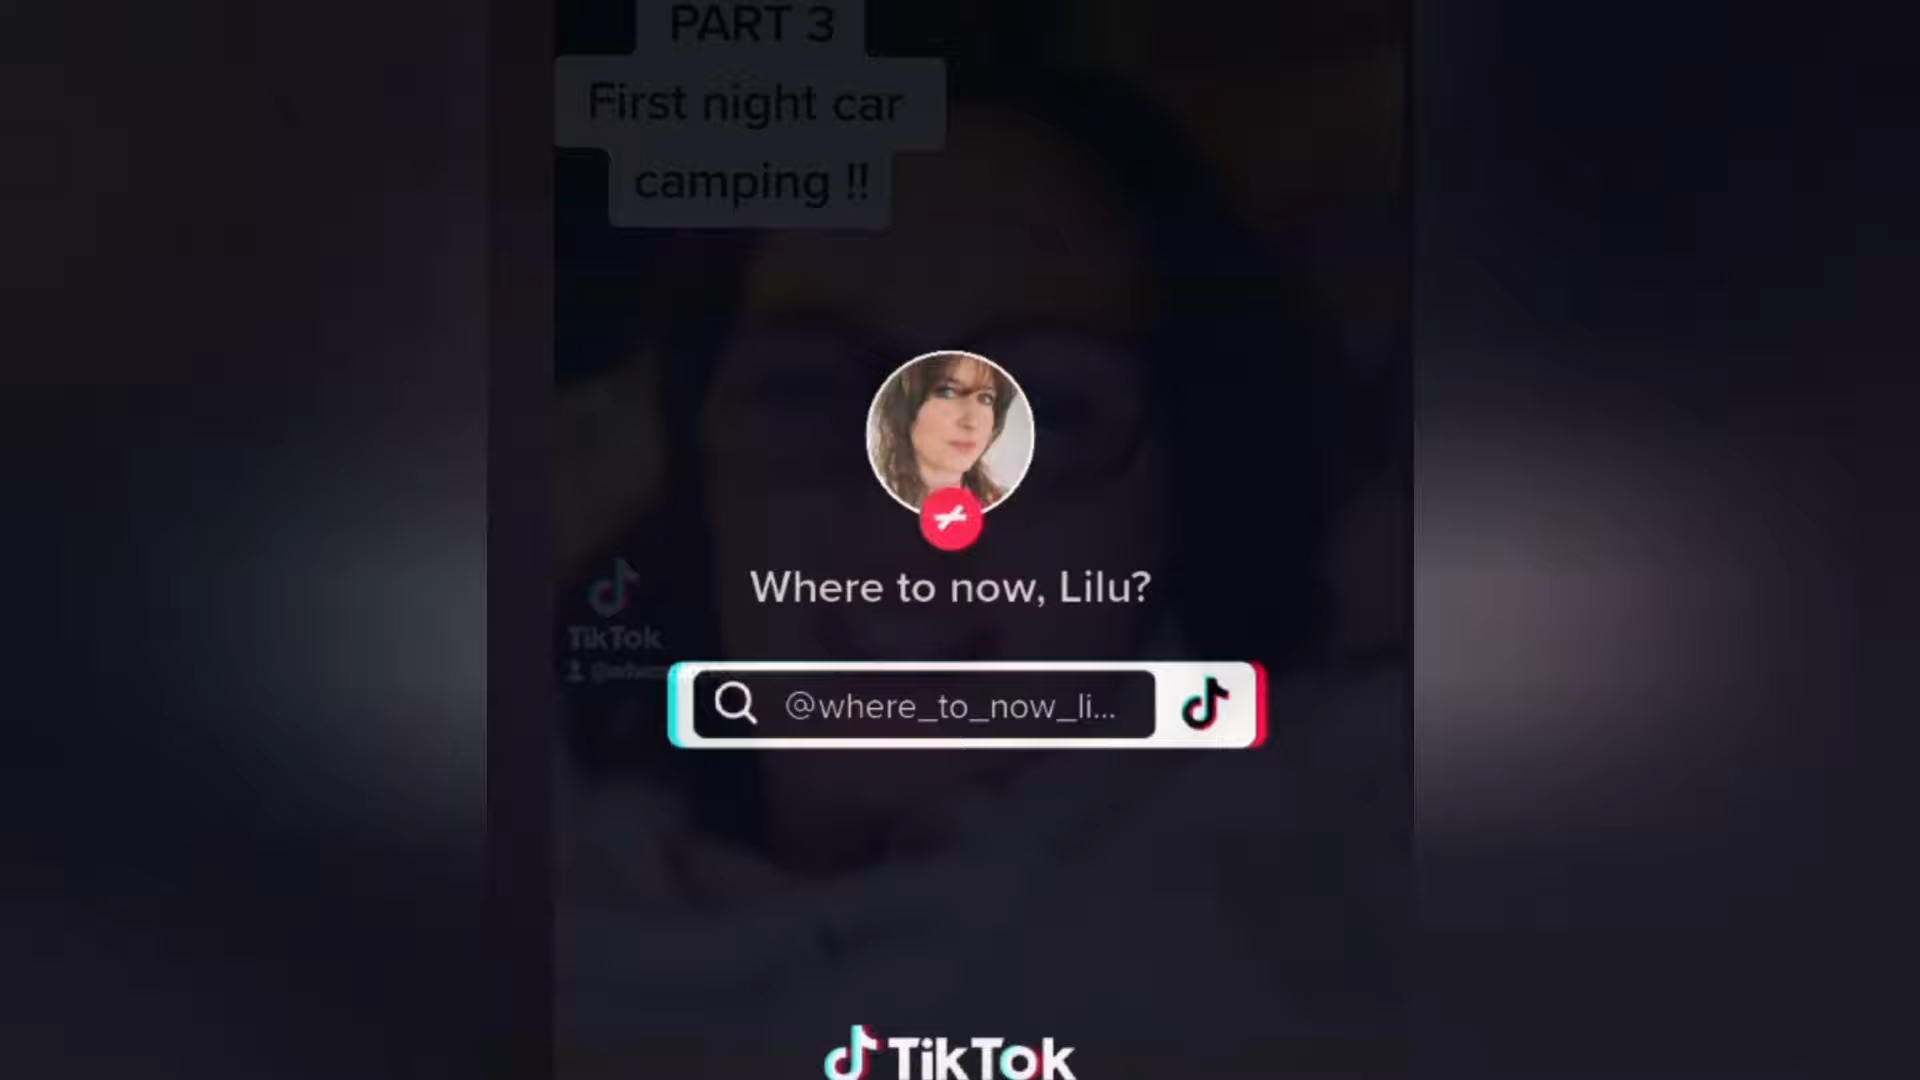 PART 3
First night car
camping !!
Where to now, Lilu?
TikTok
@where_to_now_li...
TikTok